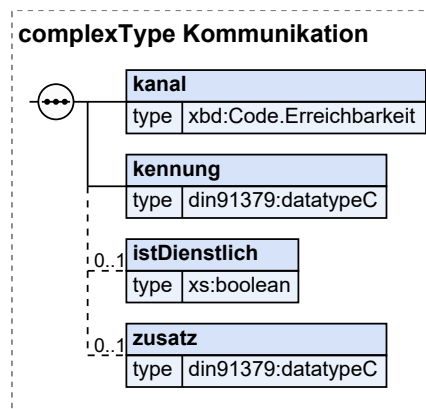 complexType Kommunikation
kanal
type xbd:Code.Erreichbarkeit
kennung
type din91379:datatypeC
0..1 istDienstlich
type xs:boolean
0..1 zusatz
type din91379:datatypeC